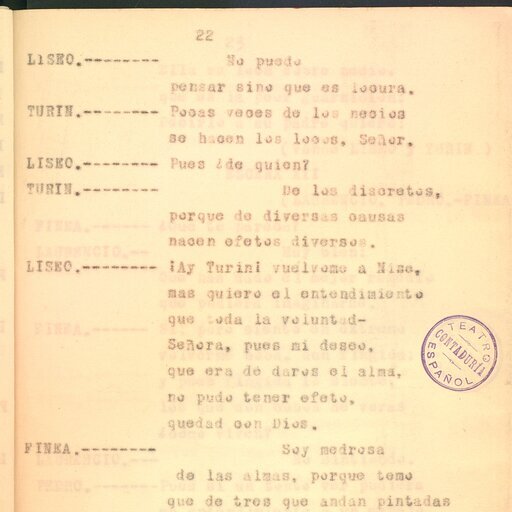 22
LISEO.-------- No puedo
pensar sino que es locura.
TURIN.-------- Pocas veces de los necios
se hacen los locos, Señor.
LISEO.-------- Pues ¿de quien?
TURIN.-------- De los discretos,
porque de diversas causas
nacen efetos diversos.
LISEO.-------- ¡Ay Turin! vuelvome a Nise,
mas quiero el entendimiento
que toda la voluntad-
Señora, pues mi deseo,
que era de daros el alma,
no pudo tener efeto,
quedad con Dios.
FINEA.-------- Soy medrosa
de las almas, porque temo
que de tres que andan pintadas
TEATRO ESPAÑOL
CONTADURÍA